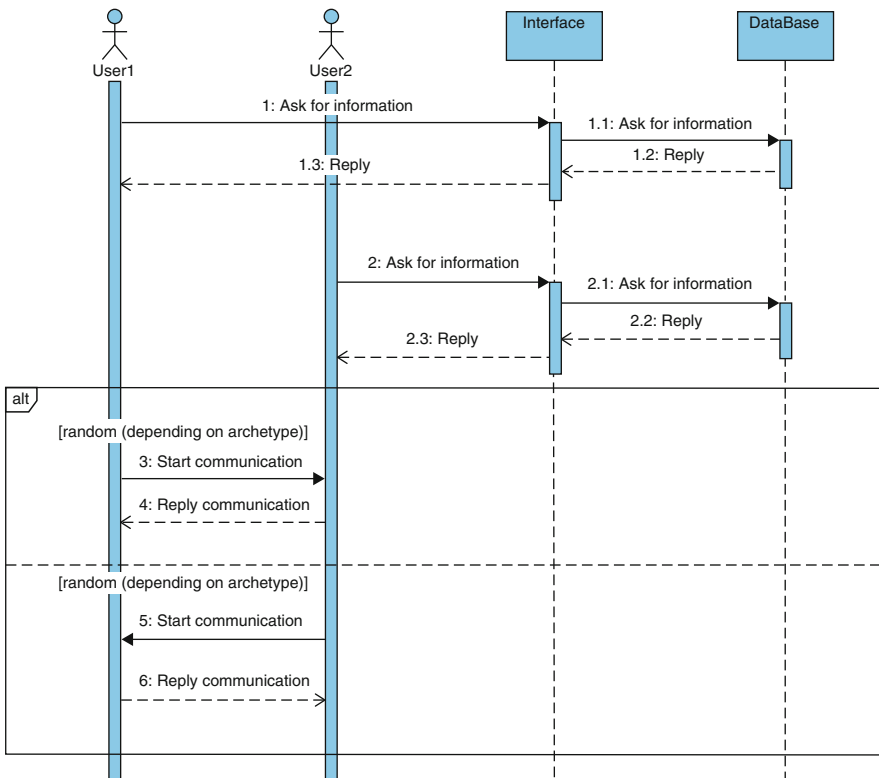 Interface
DataBase
User1
User2
1: Ask for information
1.1: Ask for information
1.2: Reply
1.3: Reply
2: Ask for information
2.1: Ask for information
2.2: Reply
2.3: Reply
alt
[random (depending on archetype)]
3: Start communication
4: Reply communication
[random (depending on archetype)]
5: Start communication
6: Reply communication